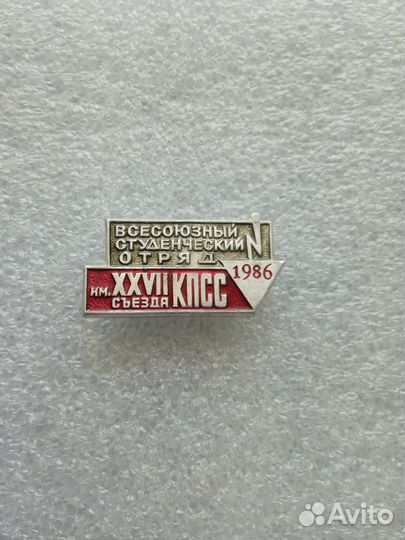 ВСЕСОЮЗНЫЙ
СТУДЕНЧЕСКИЙ
ОТРЯД
1986
им. XXVII СЪЕЗДА КПСС
Avito